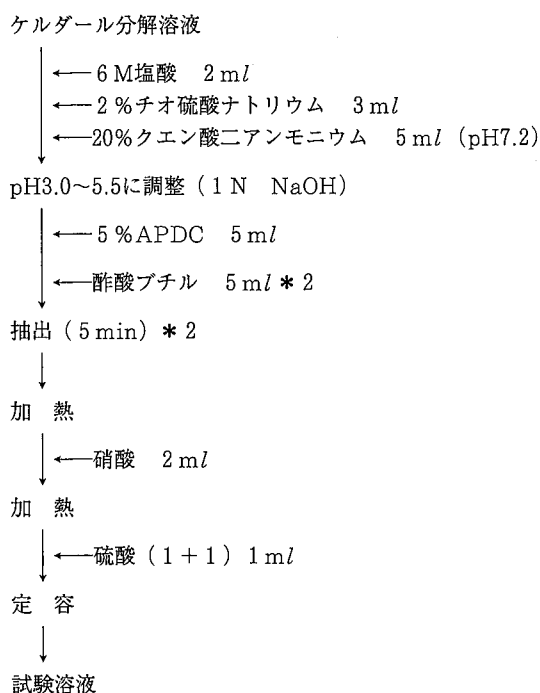 ケルダール分解溶液
6M塩酸 2ml
2%チオ硫酸ナトリウム 3ml
20%クエン酸二アンモニウム 5ml (pH7.2)
pH3.0~5.5に調整(1N NaOH)
5%APDC 5ml
酢酸ブチル 5ml*2
抽出(5min)*2
加 熱
硝酸 2ml
加 熱
硫酸(1+1)1ml
定 容
試験溶液